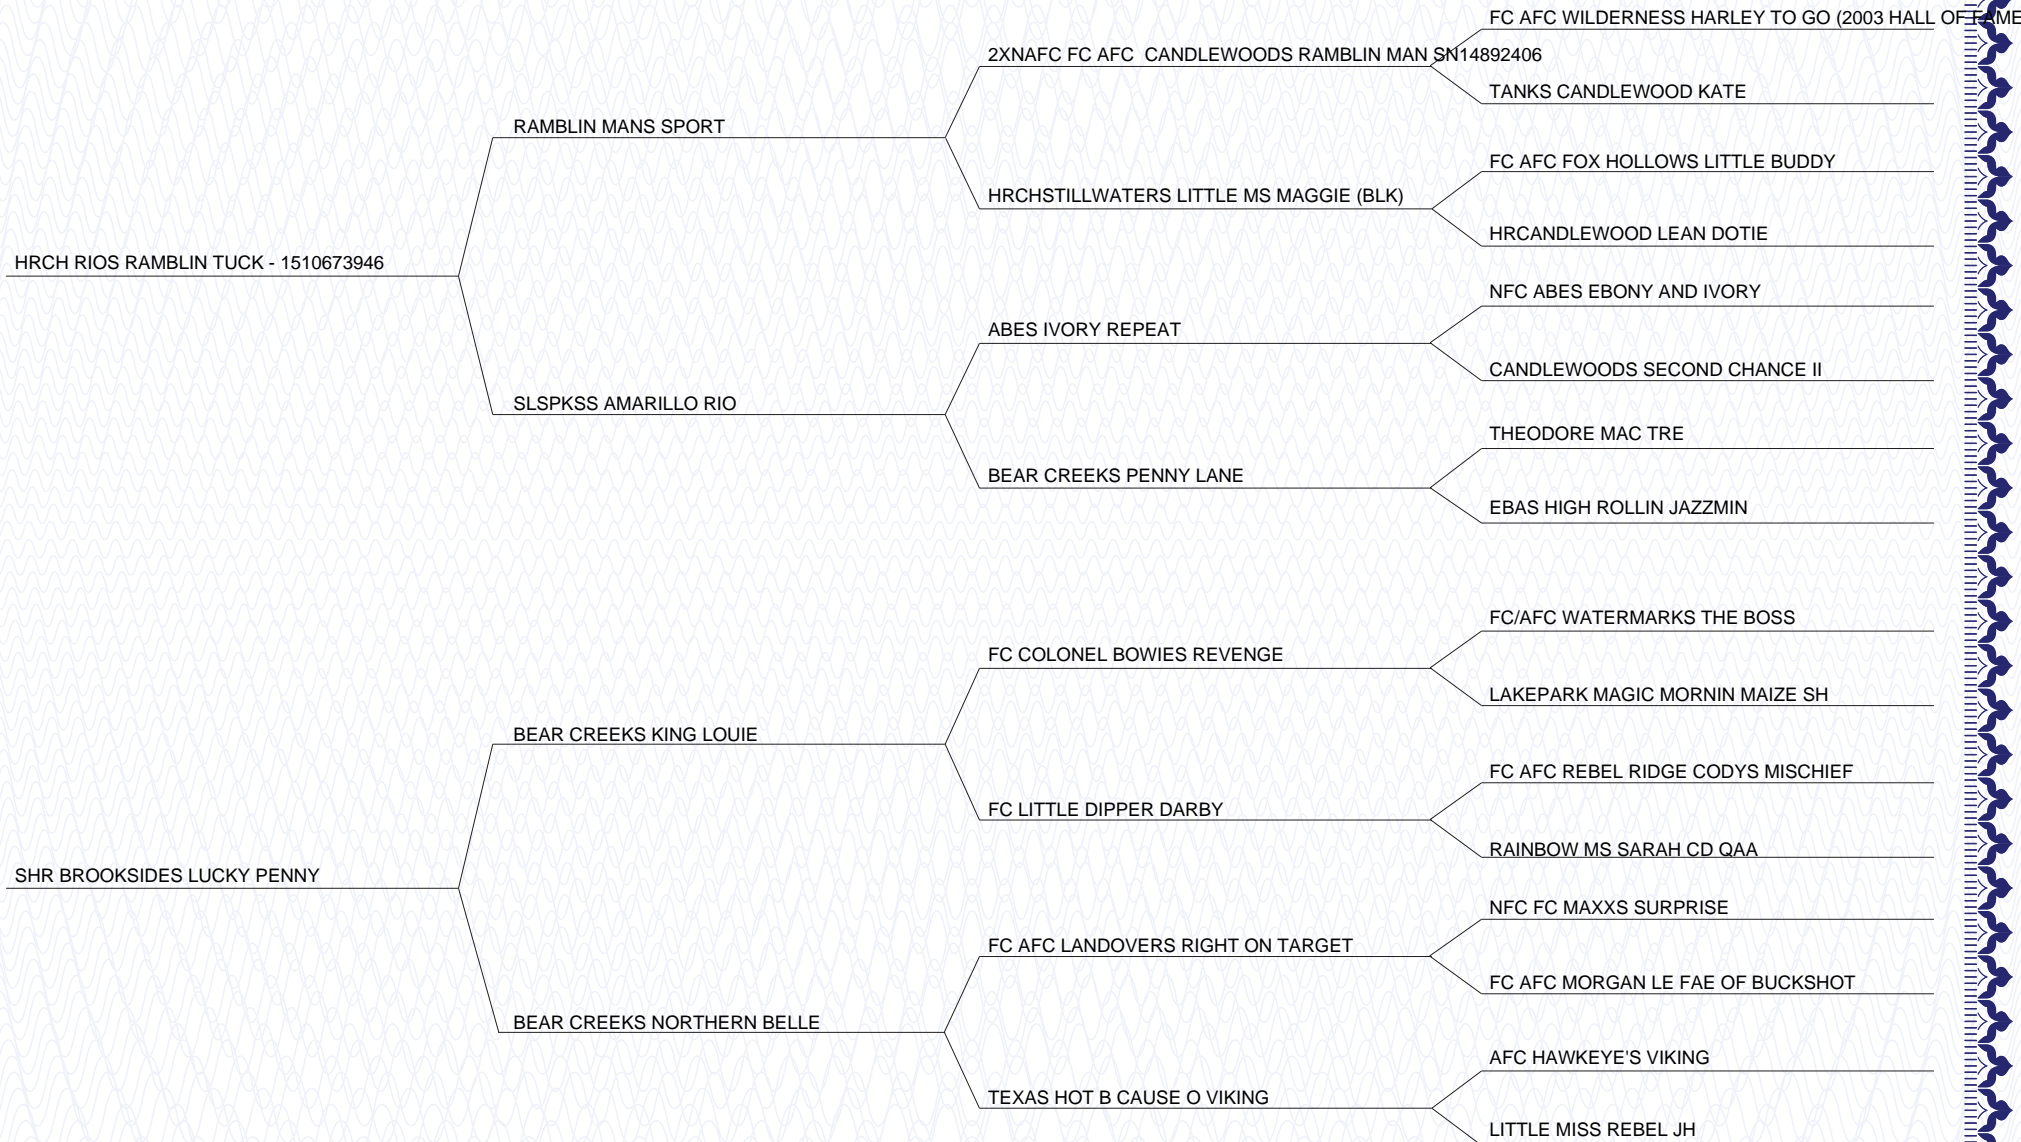 FC AFC WILDERNESS HARLEY TO GO (2003 HALL OF FAME
2XNAFC FC AFC  CANDLEWOODS RAMBLIN MAN SN14892406
TANKS CANDLEWOOD KATE
RAMBLIN MANS SPORT
FC AFC FOX HOLLOWS LITTLE BUDDY
HRCHSTILLWATERS LITTLE MS MAGGIE (BLK)
HRCANDLEWOOD LEAN DOTIE
HRCH RIOS RAMBLIN TUCK - 1510673946
NFC ABES EBONY AND IVORY
ABES IVORY REPEAT
CANDLEWOODS SECOND CHANCE II
SLSPKSS AMARILLO RIO
THEODORE MAC TRE
BEAR CREEKS PENNY LANE
EBAS HIGH ROLLIN JAZZMIN
FC/AFC WATERMARKS THE BOSS
FC COLONEL BOWIES REVENGE
LAKEPARK MAGIC MORNIN MAIZE SH
BEAR CREEKS KING LOUIE
FC AFC REBEL RIDGE CODYS MISCHIEF
FC LITTLE DIPPER DARBY
RAINBOW MS SARAH CD QAA
SHR BROOKSIDES LUCKY PENNY
NFC FC MAXXS SURPRISE
FC AFC LANDOVERS RIGHT ON TARGET
FC AFC MORGAN LE FAE OF BUCKSHOT
BEAR CREEKS NORTHERN BELLE
AFC HAWKEYE'S VIKING
TEXAS HOT B CAUSE O VIKING
LITTLE MISS REBEL JH